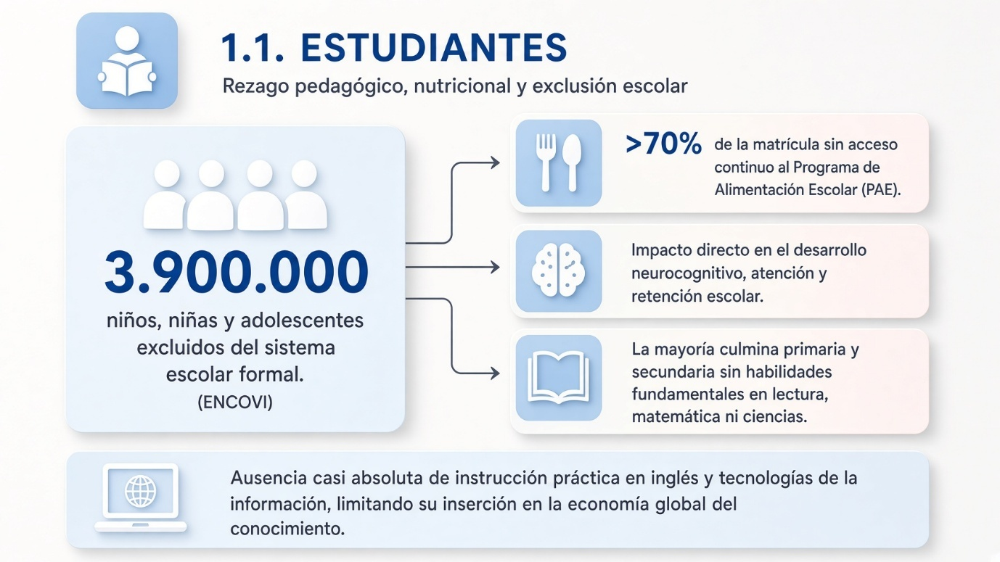 1.1. ESTUDIANTES
Rezago pedagógico, nutricional y exclusión escolar
3.900.000
niños, niñas y adolescentes
excluidos del sistema
escolar formal.
(ENCOVI)
>70% de la matrícula sin acceso
continuo al Programa de
Alimentación Escolar (PAE).
Impacto directo en el desarrollo
neurocognitivo, atención y
retención escolar.
La mayoría culmina primaria y
secundaria sin habilidades
fundamentales en lectura,
matemática ni ciencias.
Ausencia casi absoluta de instrucción práctica en inglés y tecnologías de la
información, limitando su inserción en la economía global del
conocimiento.